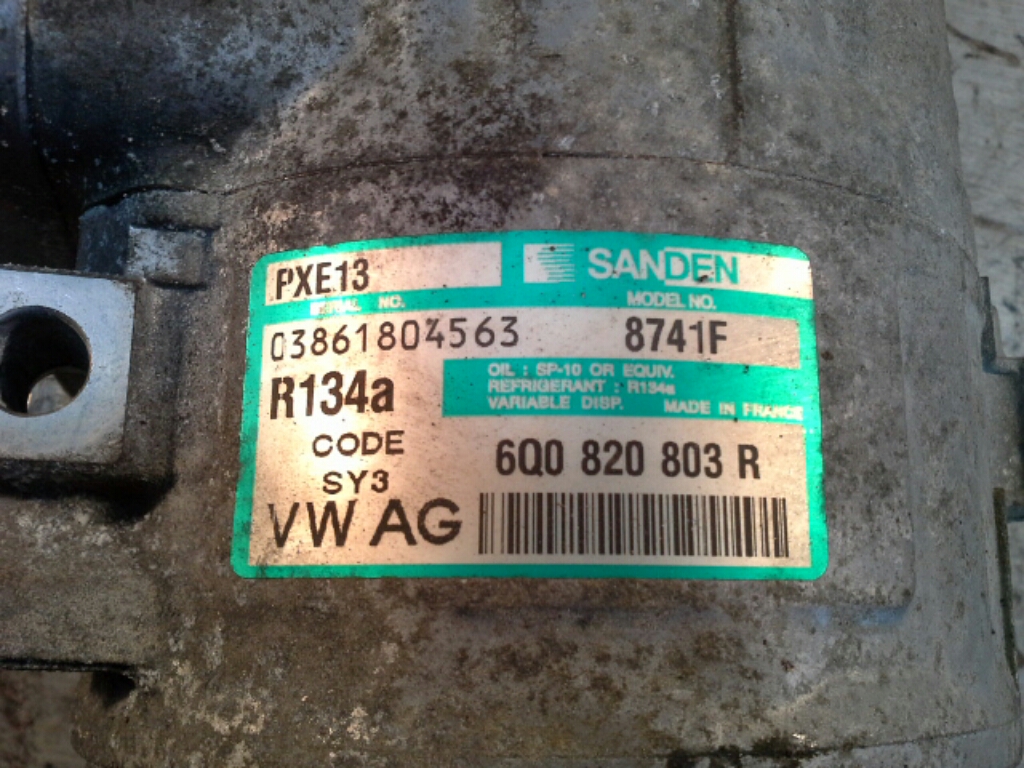 PXE13
SANDEN
SERIAL NO.
MODEL NO.
03861804563
8741F
R134a
OIL : SP-10 OR EQUIV.
REFRIGERANT : R134a
VARIABLE DISP. MADE IN FRANCE
CODE
SY3
6Q0 820 803 R
VW AG